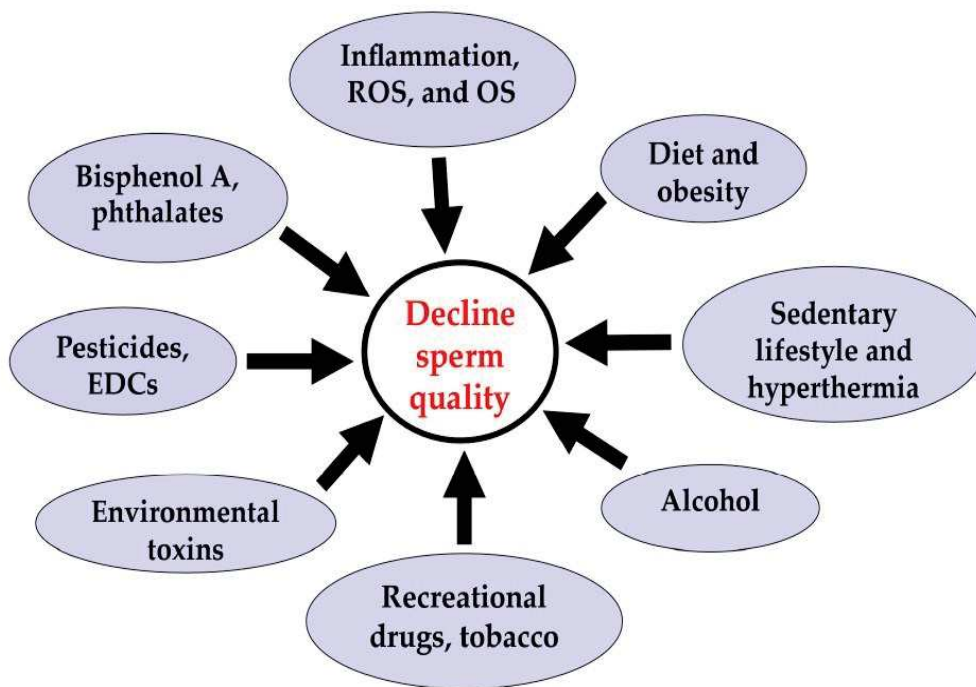 Inflammation,
ROS, and OS
Diet and
obesity
Bisphenol A,
phthalates
Sedentary
lifestyle and
hyperthermia
Decline
sperm
quality
Pesticides,
EDCs
Alcohol
Environmental
toxins
Recreational
drugs, tobacco